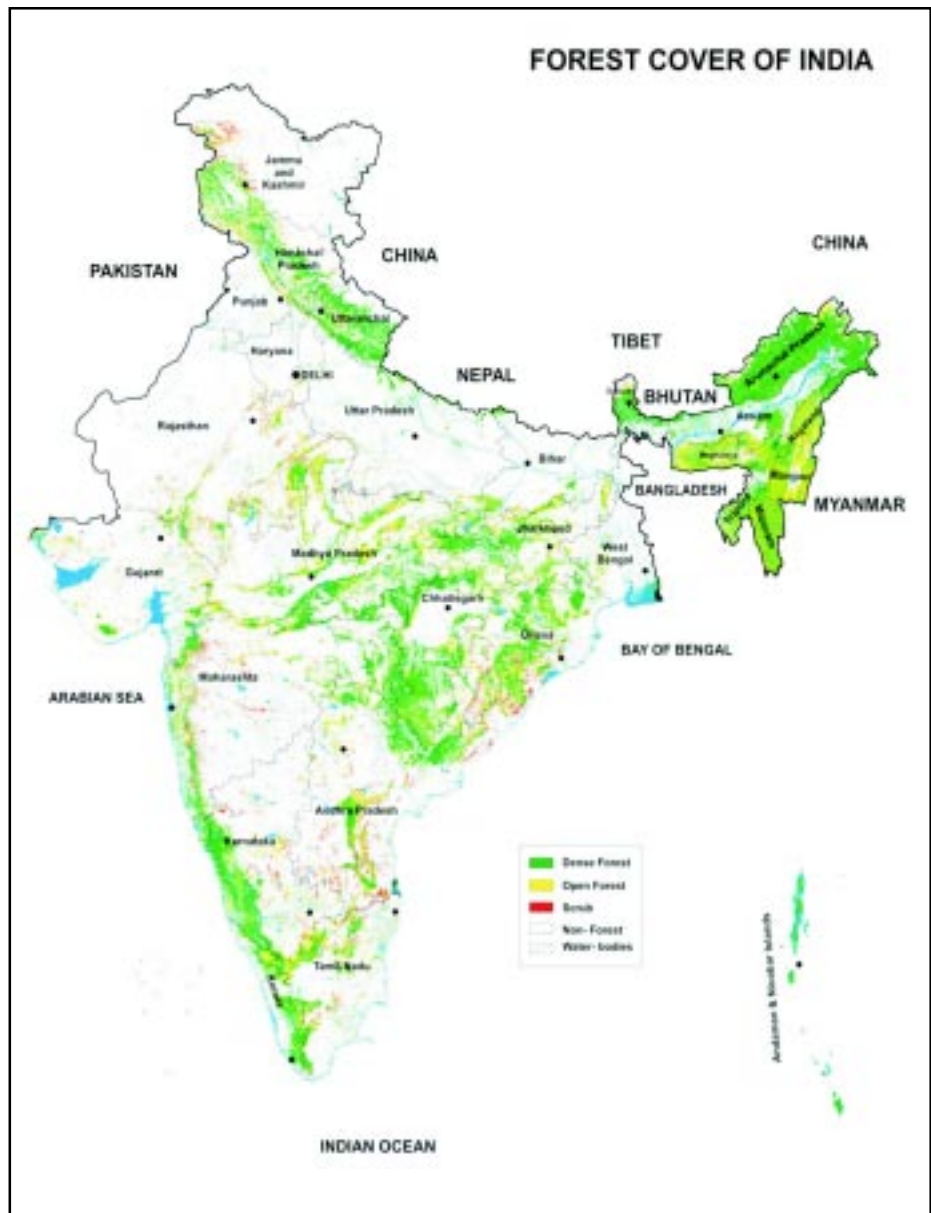 FOREST COVER OF INDIA
Jammu
and
Kashmir
CHINA
CHINA
PAKISTAN
Himachal
Pradesh
Punjab
Uttaranchal
Haryana
DELHI
TIBET
NEPAL
BHUTAN
Arunachal Pradesh
Rajasthan
Uttar Pradesh
Assam
Bihar
BANGLADESH
MYANMAR
Jharkhand
West
Bengal
Madhya Pradesh
Gujarat
Chhatisgarh
BAY OF BENGAL
Maharashtra
ARABIAN SEA
Andhra Pradesh
Karnataka
Dense Forest
Open Forest
Scrub
Non- Forest
Water- bodies
Tamil Nadu
Kerala
Andaman & Nicobar Islands
INDIAN OCEAN